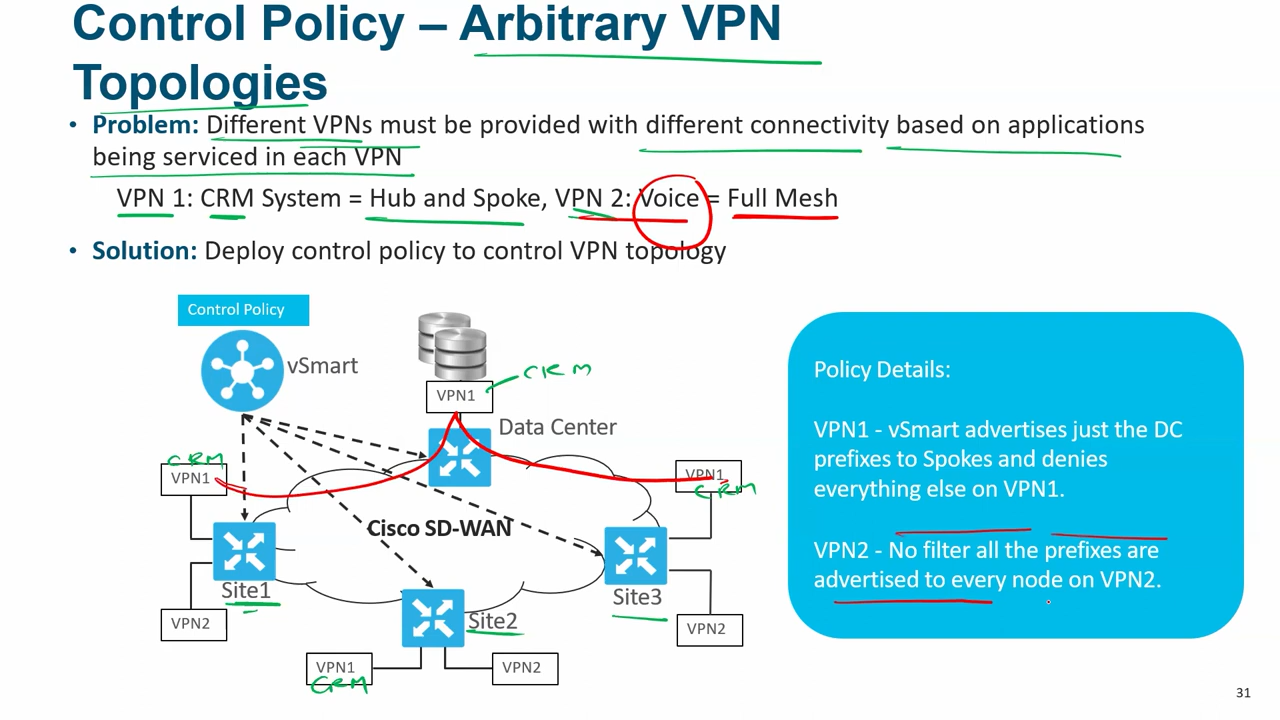 Control Policy – Arbitrary VPN
Topologies
• Problem: Different VPNs must be provided with different connectivity based on applications
being serviced in each VPN
VPN 1: CRM System = Hub and Spoke, VPN 2: Voice = Full Mesh
• Solution: Deploy control policy to control VPN topology
Control Policy
vSmart
CRM
VPN1
Data Center
CRM
VPN1
VPN1
CRM
Cisco SD-WAN
Site1
Site2
Site3
VPN2
VPN2
VPN1
CRM
VPN2
Policy Details:
VPN1 - vSmart advertises just the DC
prefixes to Spokes and denies
everything else on VPN1.
VPN2 - No filter all the prefixes are
advertised to every node on VPN2.
31